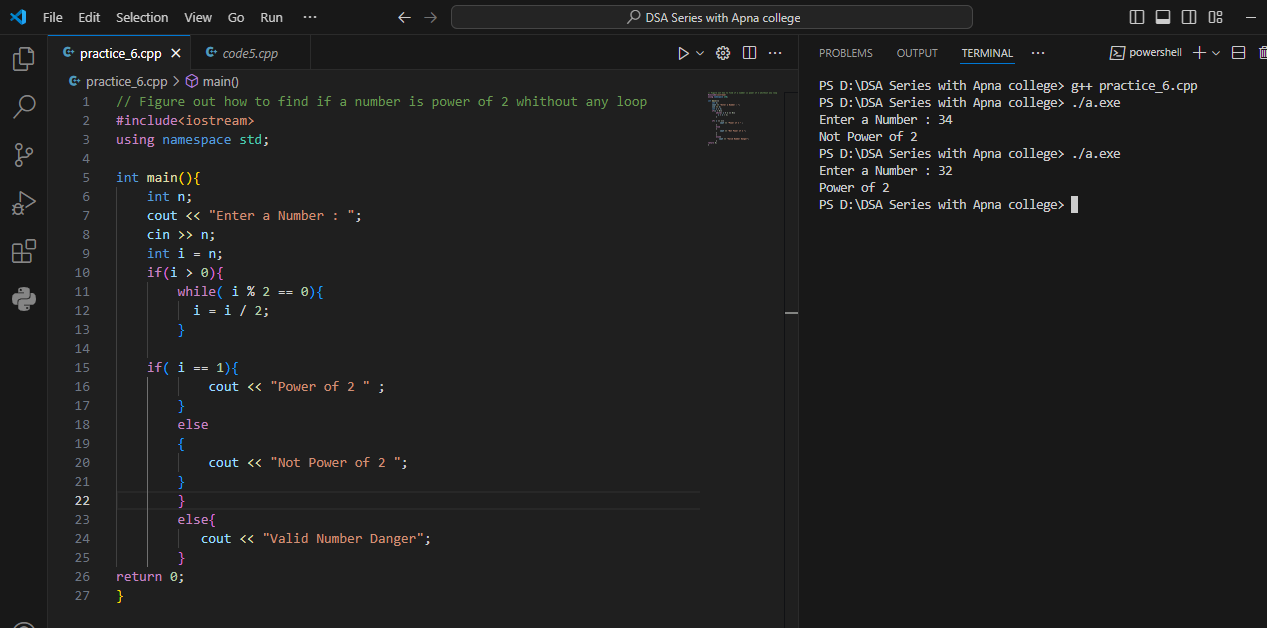 File Edit Selection View Go Run ···
DSA Series with Apna college
practice_6.cpp
code5.cpp
practice_6.cpp > main()
1 // Figure out how to find if a number is power of 2 whithout any loop
2 #include<iostream>
3 using namespace std;
4
5 int main(){
6 int n;
7 cout << "Enter a Number : ";
8 cin >> n;
9 int i = n;
10 if(i > 0){
11 while( i % 2 == 0){
12 i = i / 2;
13 }
14
15 if( i == 1){
16 cout << "Power of 2 " ;
17 }
18 else
19 {
20 cout << "Not Power of 2 ";
21 }
22 }
23 else{
24 cout << "Valid Number Danger";
25 }
26 return 0;
27 }
PROBLEMS OUTPUT TERMINAL ··· powershell
PS D:\DSA Series with Apna college> g++ practice_6.cpp
PS D:\DSA Series with Apna college> ./a.exe
Enter a Number : 34
Not Power of 2
PS D:\DSA Series with Apna college> ./a.exe
Enter a Number : 32
Power of 2
PS D:\DSA Series with Apna college>